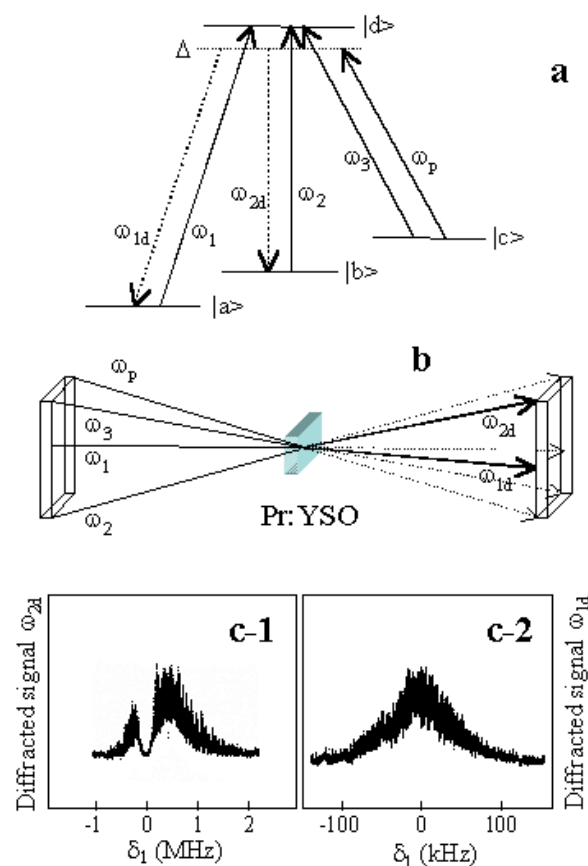 |d>
Δ
a
ω3
ωp
ω2d
ω2
ω1d
ω1
|c>
|b>
|a>
b
ωp
ω3
ω1
ω2
ω2d
ω1d
Pr: YSO
Diffracted signal ω2d
c-1
c-2
Diffracted signal ω1d
-1 0 1 2
-100 0 100
δ1 (MHz)
δ1 (kHz)